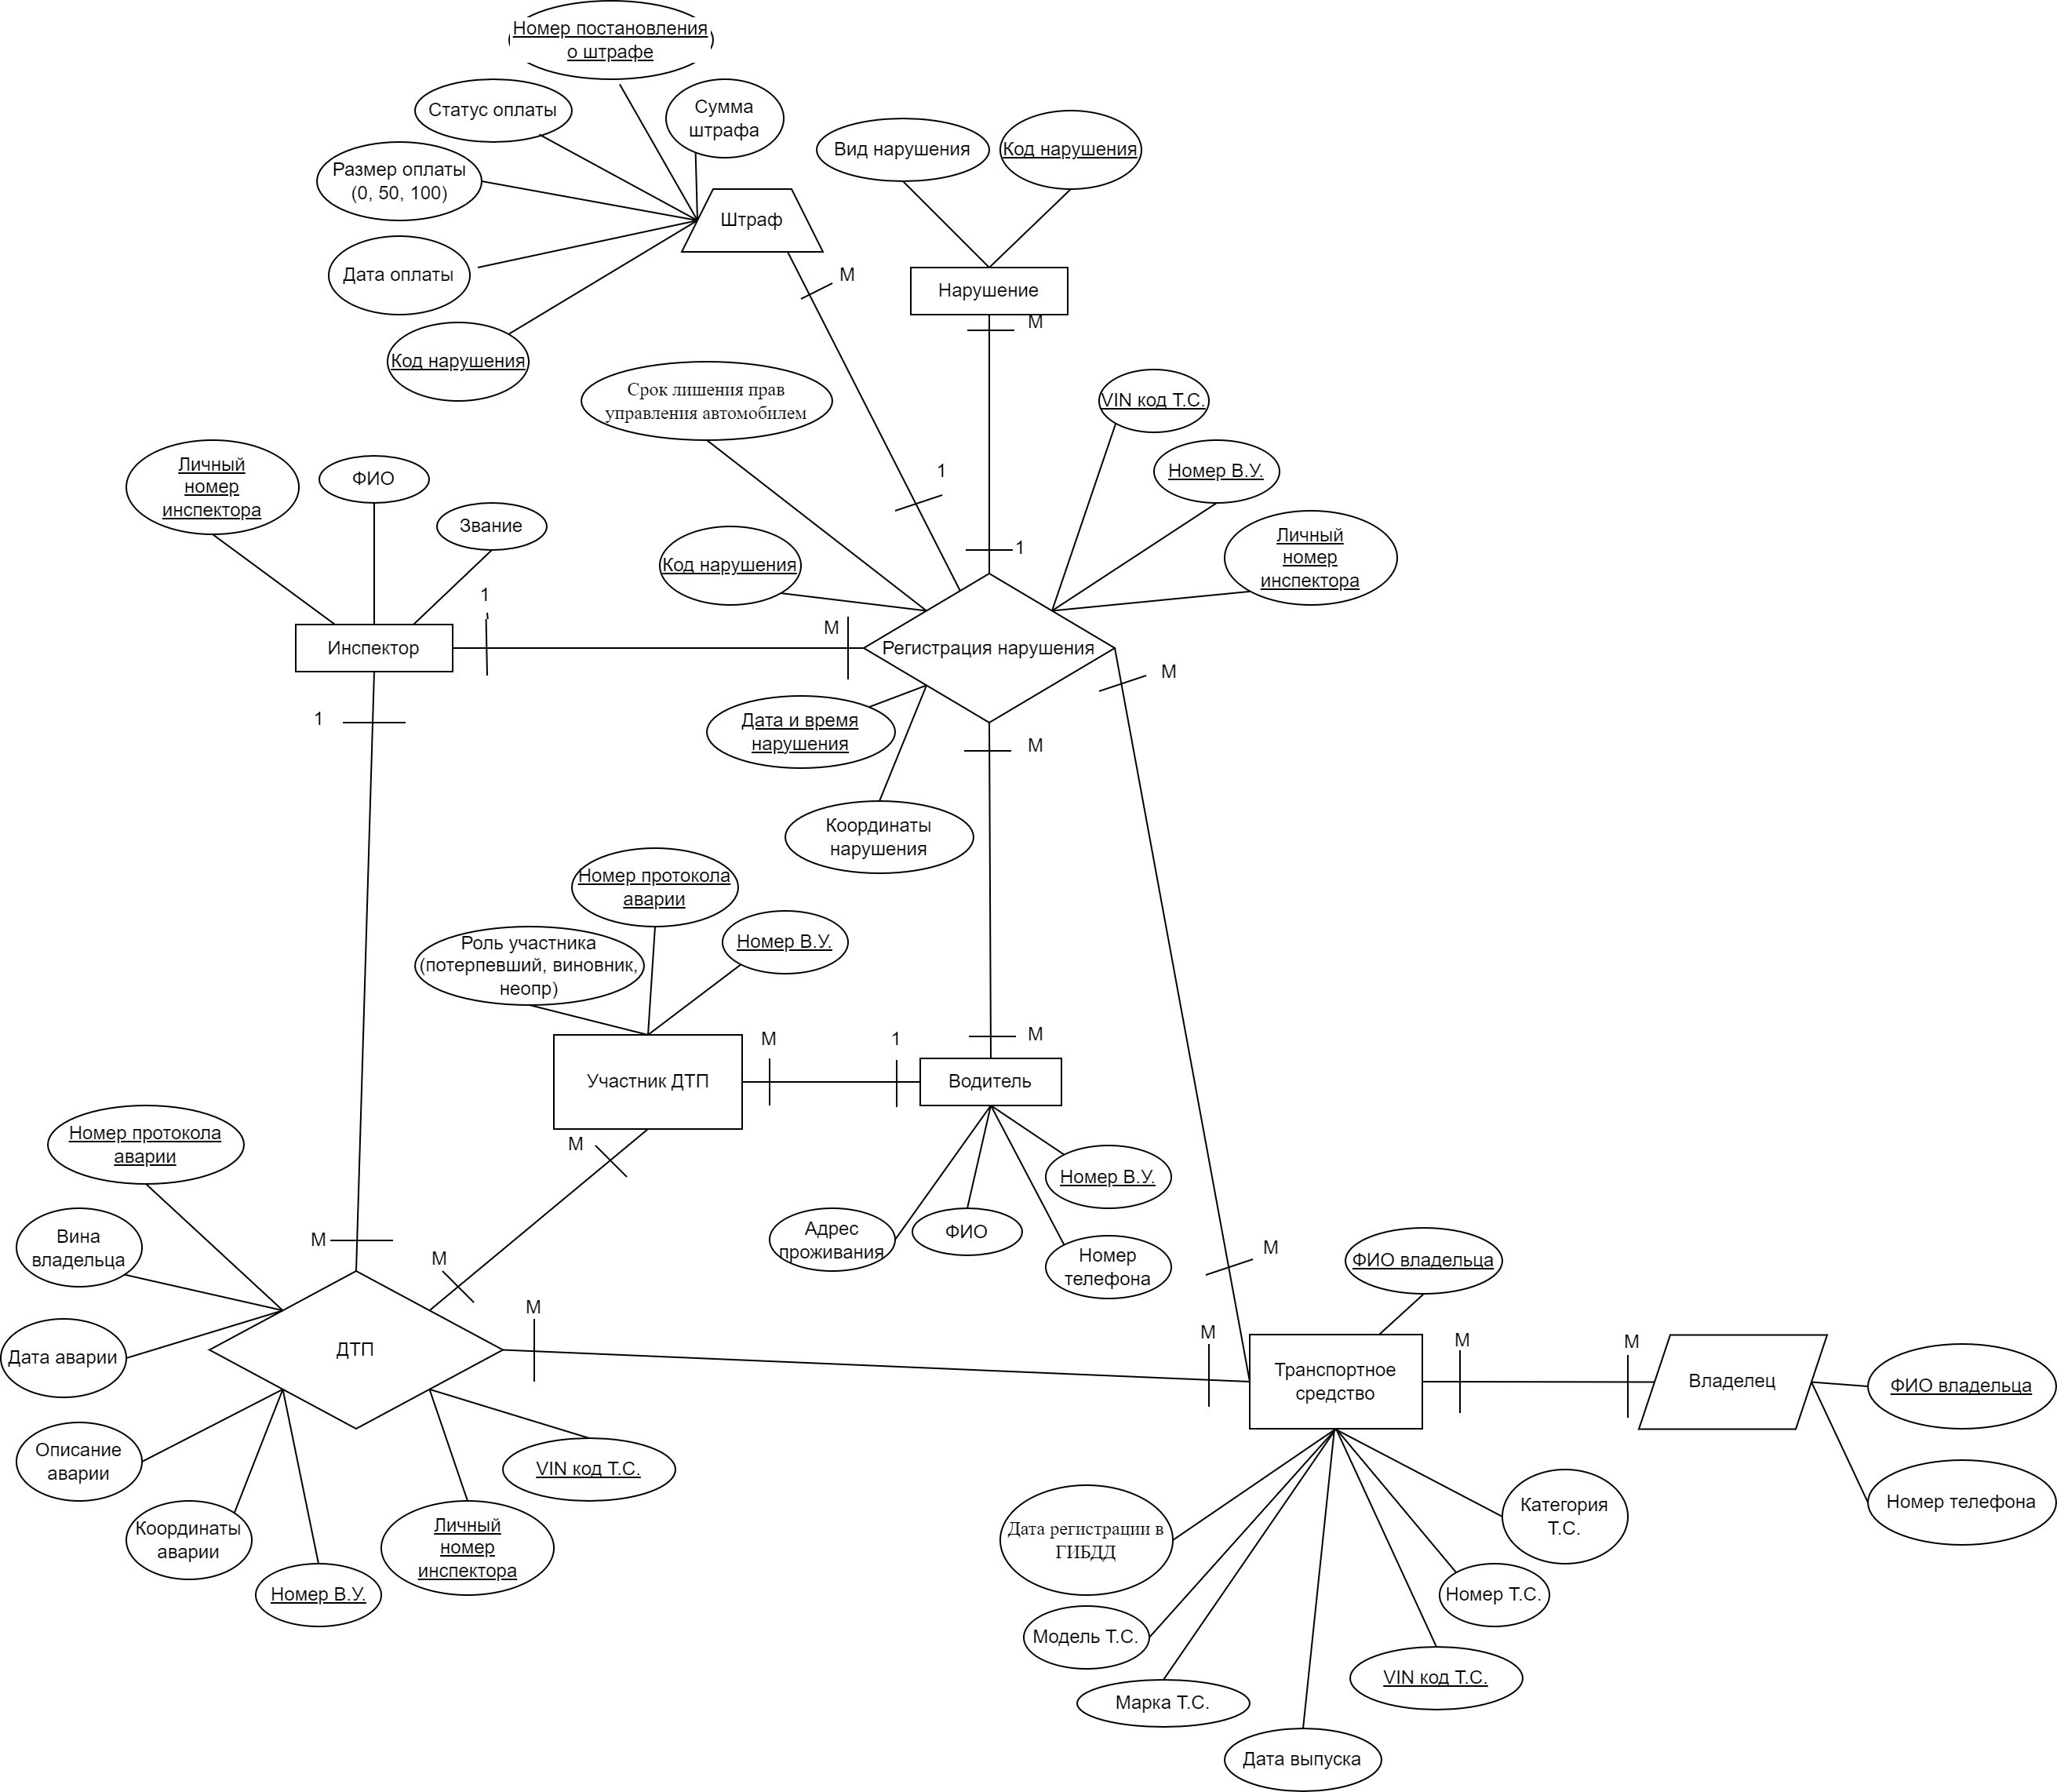 Номер постановления
о штрафе
Статус оплаты
Сумма
штрафа
Размер оплаты
(0, 50, 100)
Дата оплаты
Код нарушения
Штраф
М
Вид нарушения
Код нарушения
Нарушение
М
Срок лишения прав
управления автомобилем
VIN код Т.С.
Номер В.У.
Личный
номер
инспектора
1
1
Код нарушения
Личный
номер
инспектора
ФИО
Звание
1
Инспектор
М
Регистрация нарушения
М
1
Дата и время
нарушения
М
Координаты
нарушения
Номер протокола
аварии
Номер В.У.
Роль участника
(потерпевший, виновник,
неопр)
Участник ДТП
М
1
М
Водитель
М
Номер протокола
аварии
Вина
владельца
М
М
Адрес
проживания
ФИО
Номер В.У.
Номер
телефона
М
ФИО владельца
Дата аварии
ДТП
М
М
Транспортное
средство
М
М
Владелец
ФИО владельца
Номер телефона
Описание
аварии
Координаты
аварии
Номер В.У.
Личный
номер
инспектора
VIN код Т.С.
Дата регистрации в
ГИБДД
Категория
Т.С.
Номер Т.С.
Модель Т.С.
VIN код Т.С.
Марка Т.С.
Дата выпуска